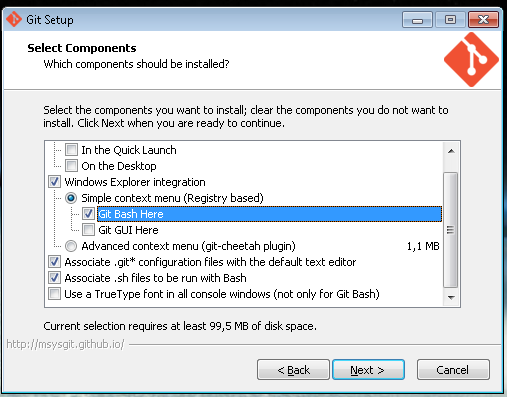 Git Setup
Select Components
Which components should be installed?
Select the components you want to install; clear the components you do not want to
install. Click Next when you are ready to continue.
In the Quick Launch
On the Desktop
Windows Explorer integration
Simple context menu (Registry based)
Git Bash Here
Git GUI Here
Advanced context menu (git-cheetah plugin) 1,1 MB
Associate .git* configuration files with the default text editor
Associate .sh files to be run with Bash
Use a TrueType font in all console windows (not only for Git Bash)
Current selection requires at least 99,5 MB of disk space.
http://msysgit.github.io/
< Back Next > Cancel